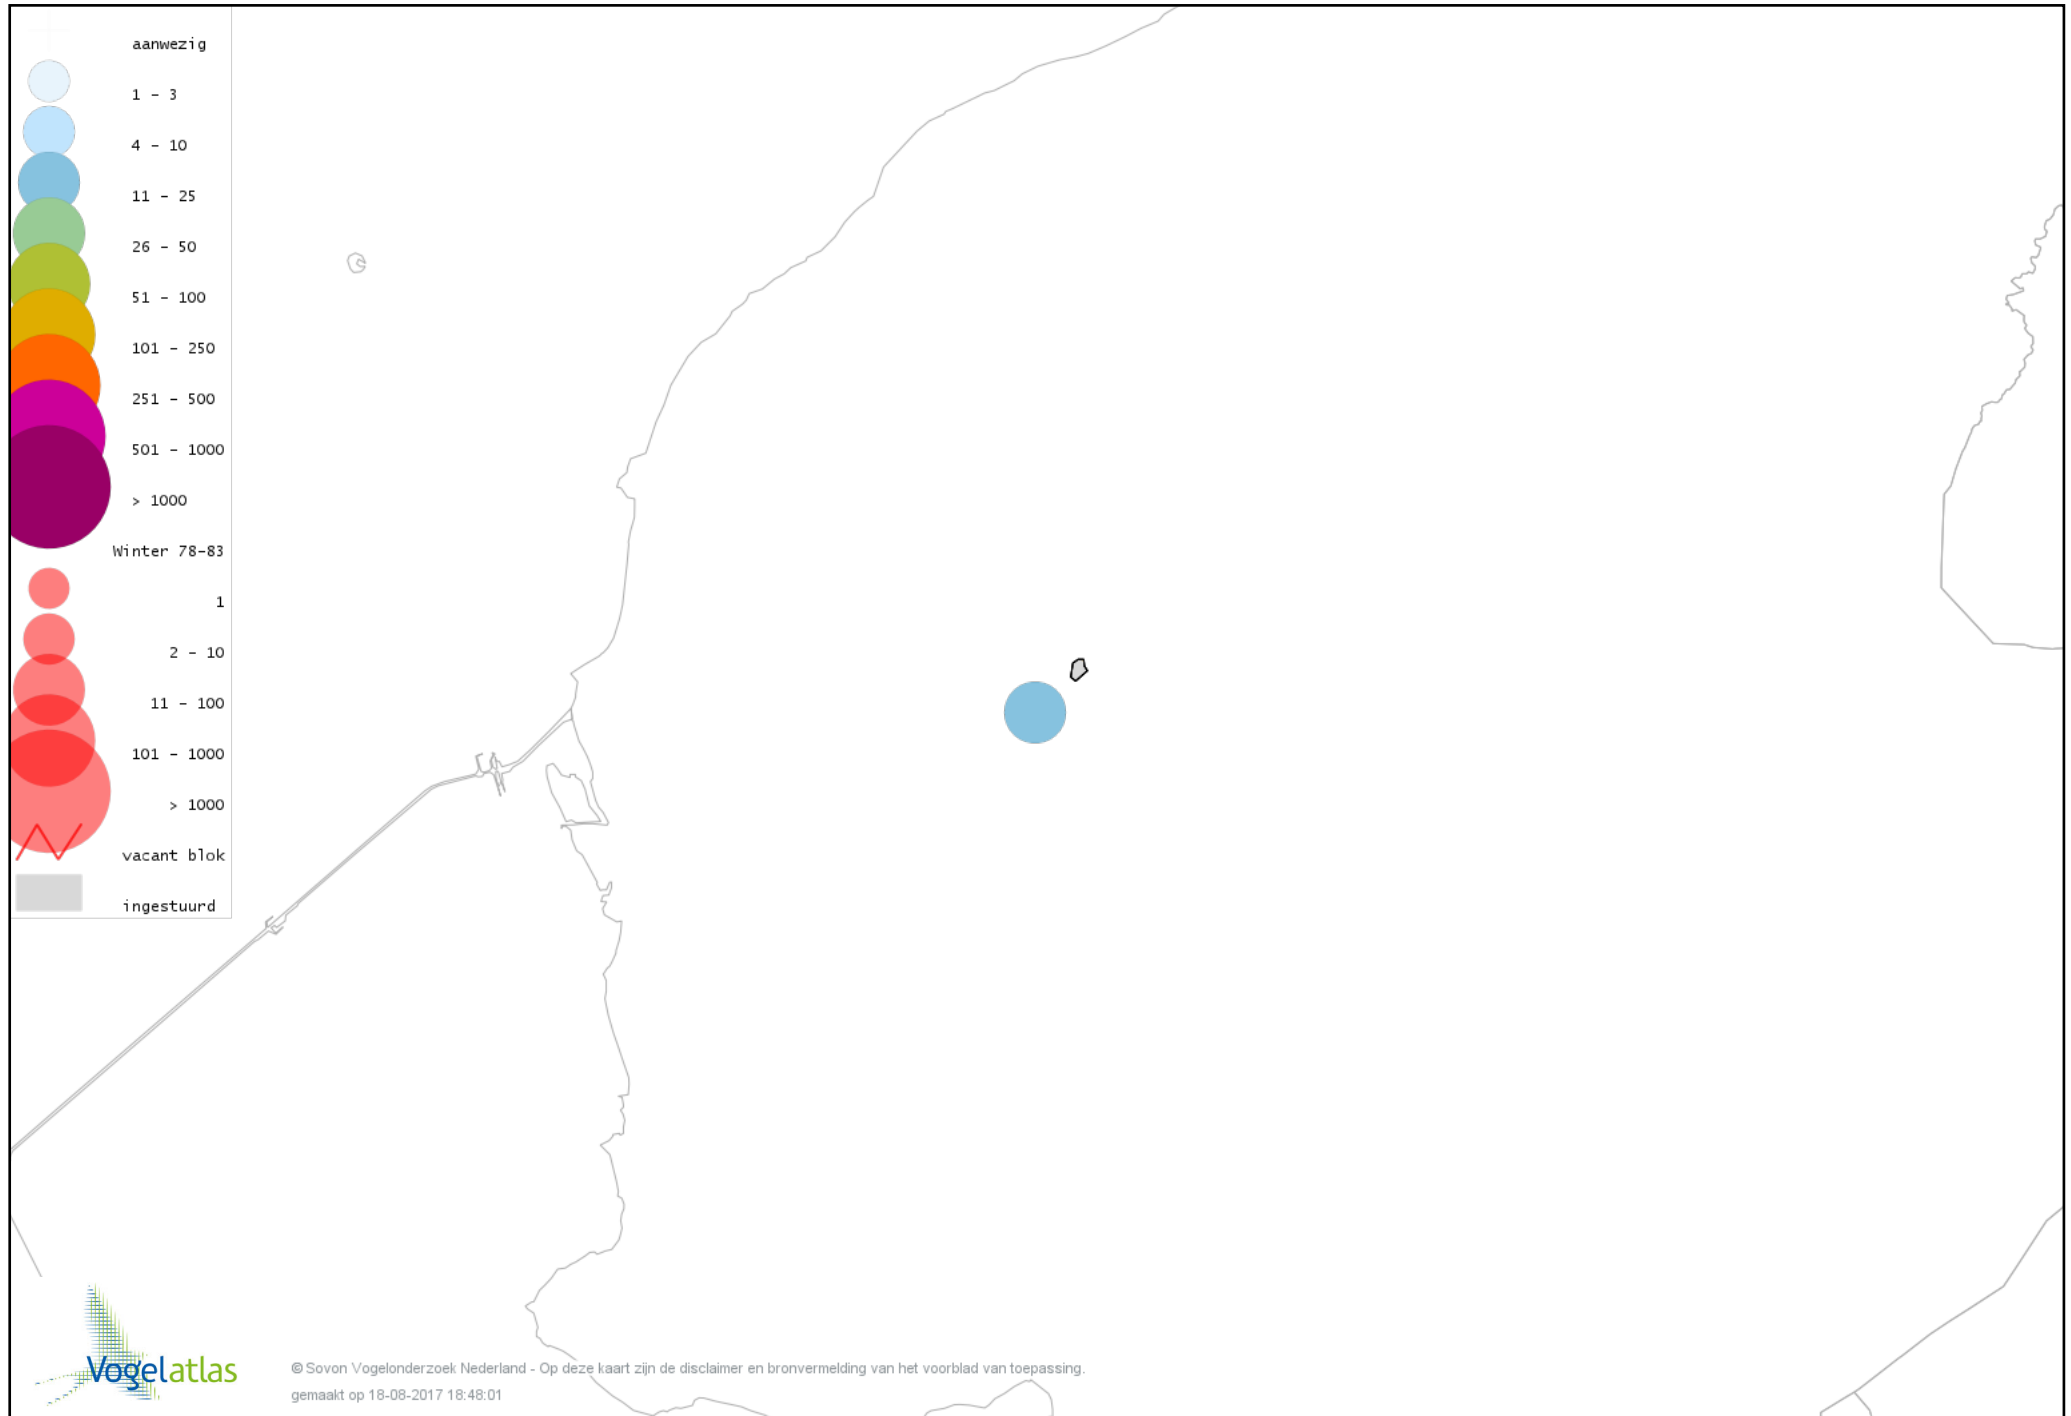 aanwezig
1 - 3
4 - 10
11 - 25
26 - 50
51 - 100
101 - 250
251 - 500
501 - 1000
> 1000
Winter 78-83
1
2 - 10
11 - 100
101 - 1000
> 1000
vacant blok
ingestuurd
Vogelatlas
© Sovon Vogelonderzoek Nederland - Op deze kaart zijn de disclaimer en bronvermelding van het voorblad van toepassing.
gemaakt op 18-08-2017 18:48:01